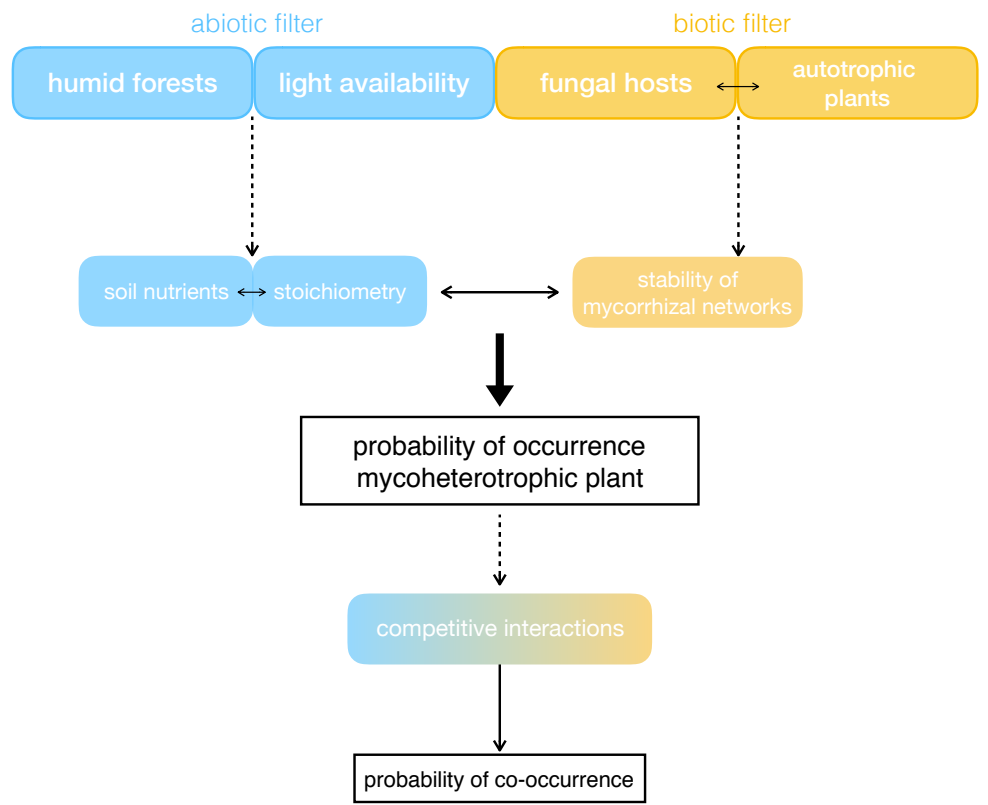 abiotic filter
biotic filter
humid forests
light availability
fungal hosts
autotrophic
plants
soil nutrients
stoichiometry
stability of
mycorrhizal networks
probability of occurrence
mycoheterotrophic plant
competitive interactions
probability of co-occurrence